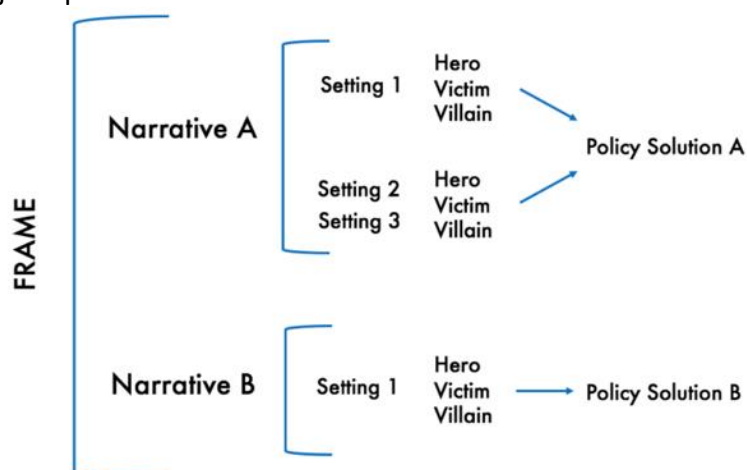 FRAME
Narrative A
Setting 1
Hero
Victim
Villain
Setting 2
Setting 3
Hero
Victim
Villain
Policy Solution A
Narrative B
Setting 1
Hero
Victim
Villain
Policy Solution B